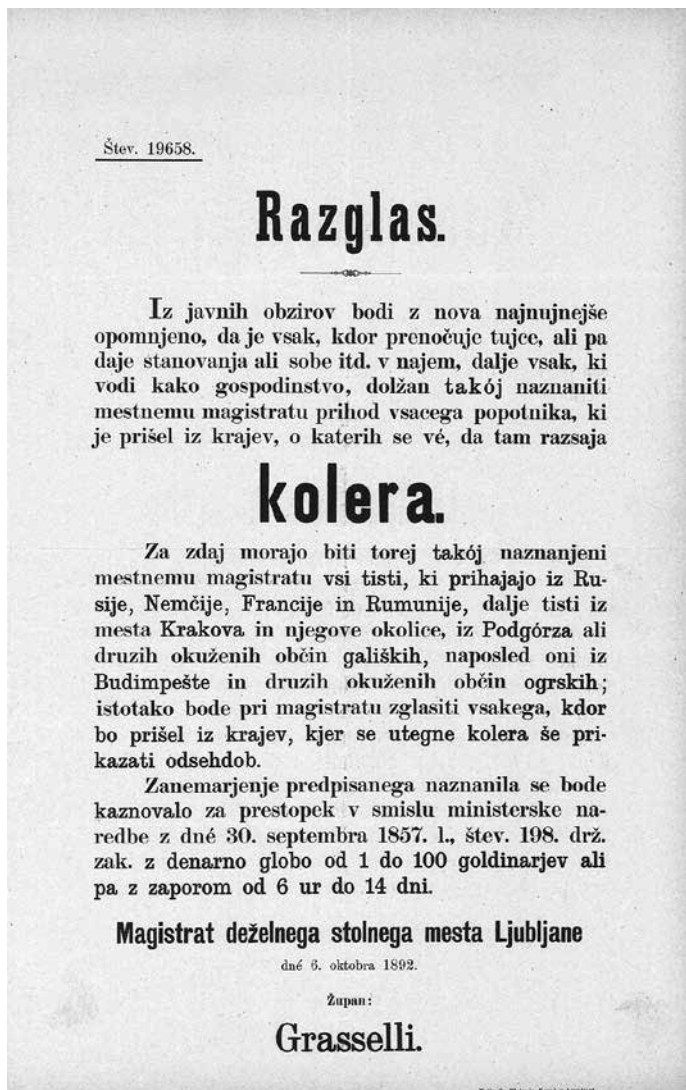 Štev. 19658.
Razglas.
Iz javnih obzirov bodi z nova najnujnejše
opomnjeno, da je vsak, kdor prenočuje tujce, ali pa
daje stanovanja ali sobe itd. v najem, dalje vsak, ki
vodi kako gospodinstvo, dolžan takój naznaniti
mestnemu magistratu prihod vsacega popotnika, ki
je prišel iz krajev, o katerih se vé, da tam razsaja
kolera.
Za zdaj morajo biti torej takój naznanjeni
mestnemu magistratu vsi tisti, ki prihajajo iz Ru-
sije, Nemčije, Francije in Rumunije, dalje tisti iz
mesta Krakova in njegove okolice, iz Podgórza ali
druzih okuženih občin galiških, naposled oni iz
Budimpešte in druzih okuženih občin ogrskih;
istotako bode pri magistratu zglasiti vsakega, kdor
bo prišel iz krajev, kjer se utegne kolera še pri-
kazati odsehdob.
Zanemarjenje predpisanega naznanila se bode
kaznovalo za prestopek v smislu ministerske na-
redbe z dné 30. septembra 1857. l., štev. 198. drž.
zak. z denarno globo od 1 do 100 goldinarjev ali
pa z zaporom od 6 ur do 14 dni.
Magistrat deželnega stolnega mesta Ljubljane
dné 6. oktobra 1892.
Župan:
Grasselli.